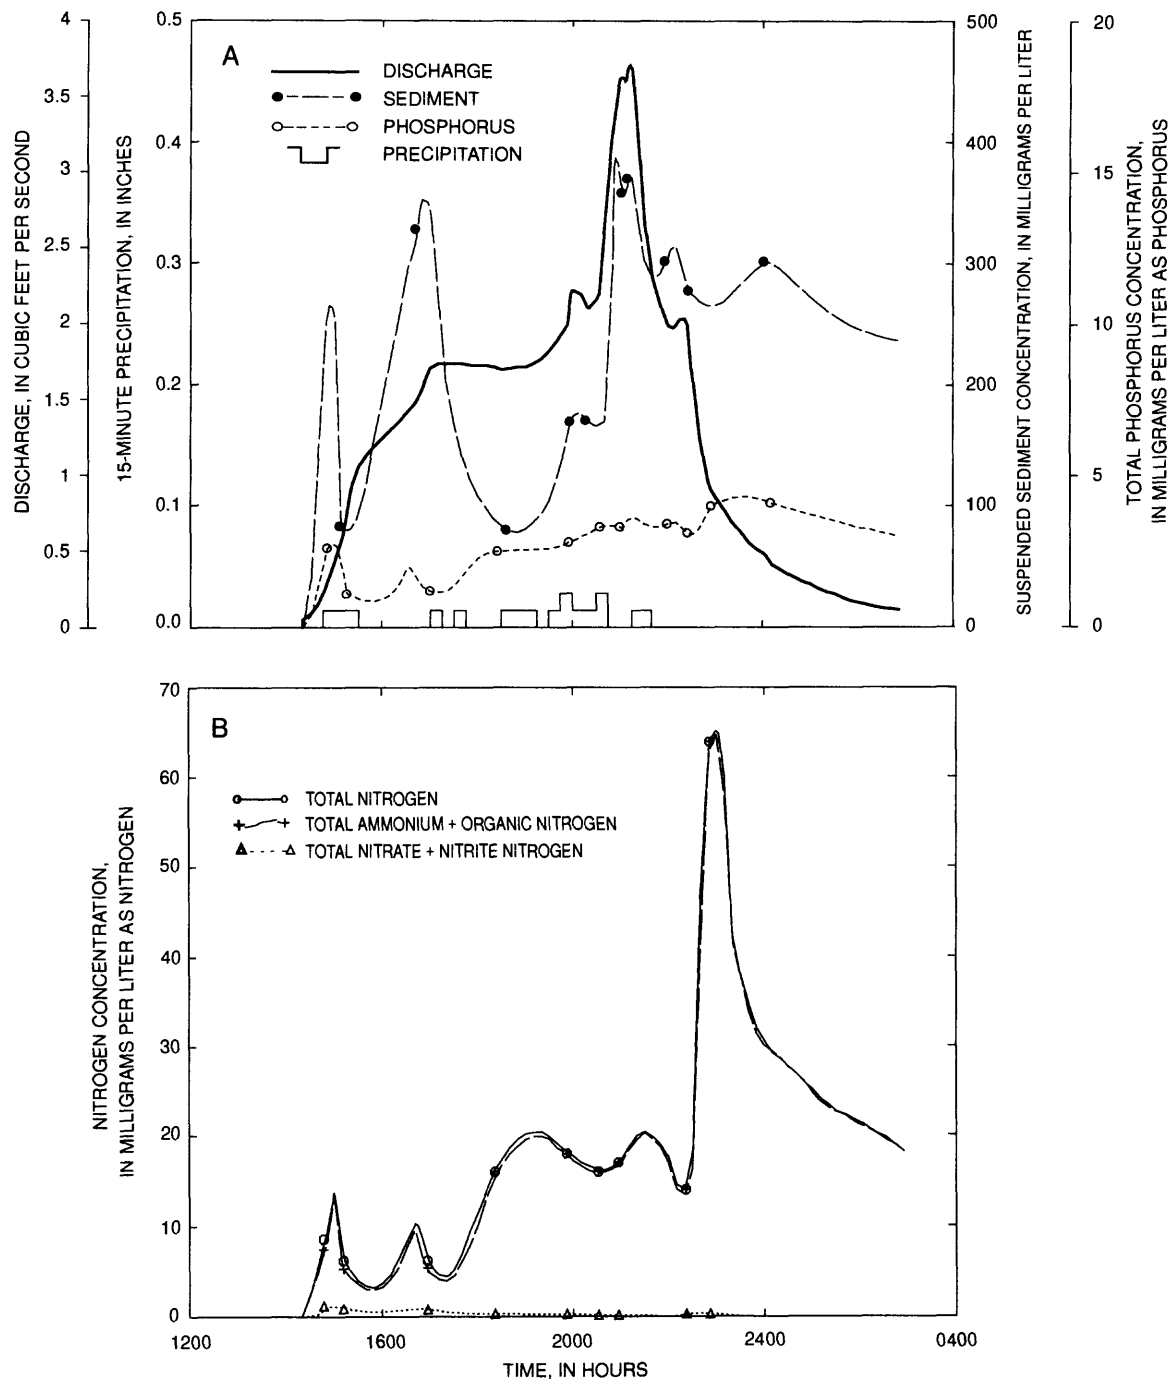 A
DISCHARGE
SEDIMENT
PHOSPHORUS
PRECIPITATION
DISCHARGE, IN CUBIC FEET PER SECOND
4
3.5
3
2.5
2
1.5
1
0.5
0
15-MINUTE PRECIPITATION, IN INCHES
0.5
0.4
0.3
0.2
0.1
0.0
500
400
300
200
100
0
SUSPENDED SEDIMENT CONCENTRATION, IN MILLIGRAMS PER LITER
20
15
10
5
0
TOTAL PHOSPHORUS CONCENTRATION,
IN MILLIGRAMS PER LITER AS PHOSPHORUS
B
TOTAL NITROGEN
TOTAL AMMONIUM + ORGANIC NITROGEN
TOTAL NITRATE + NITRITE NITROGEN
NITROGEN CONCENTRATION,
IN MILLIGRAMS PER LITER AS NITROGEN
70
60
50
40
30
20
10
0
1200
1600
2000
2400
0400
TIME, IN HOURS